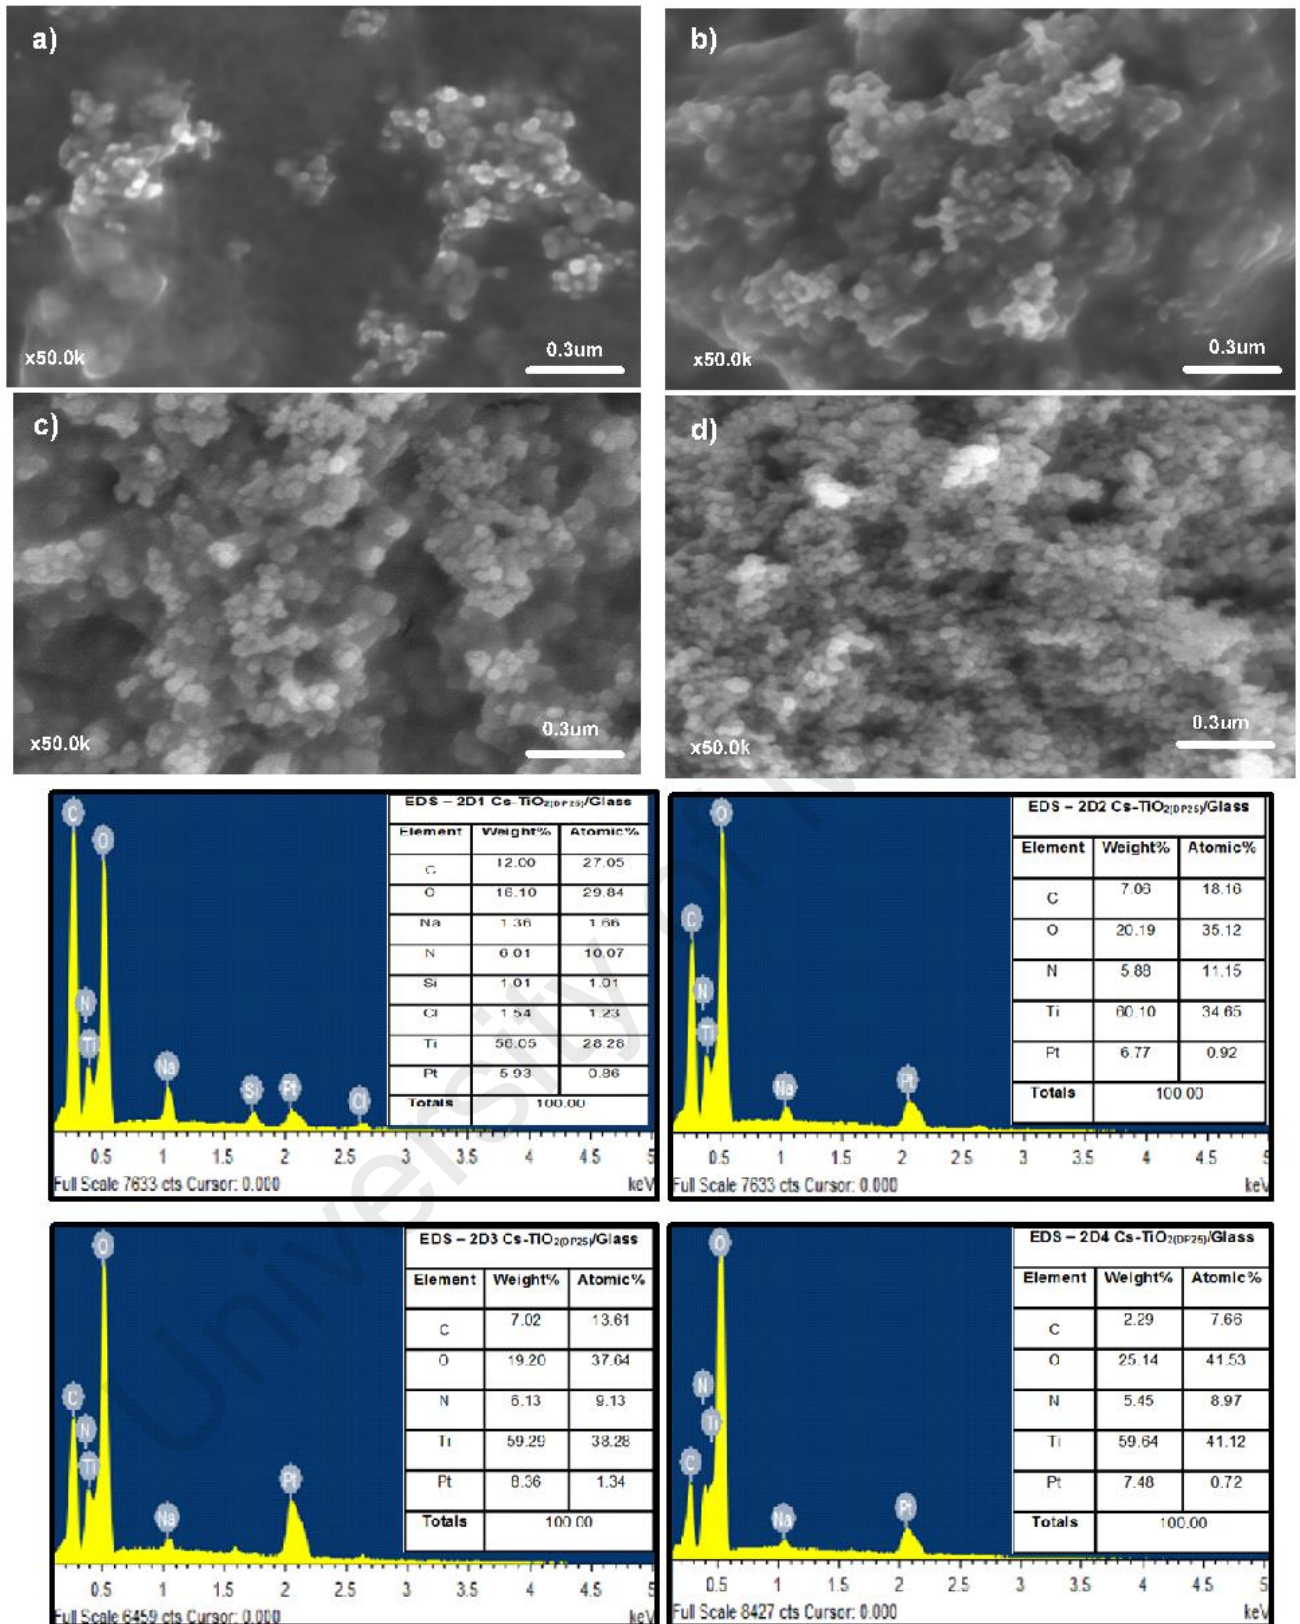 a)
x50.0k
0.3um
b)
x50.0k
0.3um
c)
x50.0k
0.3um
d)
x50.0k
0.3um
EDS – 2D1 Cs-TiO2(DP25)/Glass
Element Weight% Atomic%
C 12.00 27.05
O 16.10 29.84
Na 1.36 1.66
N 6.01 10.07
Si 1.01 1.01
Cl 1.54 1.23
Ti 56.05 28.28
Pt 5.93 0.86
Totals 100.00
C
O
N
Ti
Na
Si
Pt
Cl
0.5 1 1.5 2 2.5 3 3.5 4 4.5 5
Full Scale 7633 cts Cursor: 0.000 keV
EDS – 2D2 Cs-TiO2(DP25)/Glass
Element Weight% Atomic%
C 7.06 18.16
O 20.19 35.12
N 5.88 11.15
Ti 60.10 34.65
Pt 6.77 0.92
Totals 100.00
O
C
N
Ti
Na
Pt
0.5 1 1.5 2 2.5 3 3.5 4 4.5 5
Full Scale 7633 cts Cursor: 0.000 keV
EDS – 2D3 Cs-TiO2(DP25)/Glass
Element Weight% Atomic%
C 7.02 13.61
O 19.20 37.64
N 6.13 9.13
Ti 59.29 38.28
Pt 8.36 1.34
Totals 100.00
O
C
N
Ti
Na
Pt
0.5 1 1.5 2 2.5 3 3.5 4 4.5 5
Full Scale 6459 cts Cursor: 0.000 keV
EDS – 2D4 Cs-TiO2(DP25)/Glass
Element Weight% Atomic%
C 2.29 7.66
O 25.14 41.53
N 5.45 8.97
Ti 59.64 41.12
Pt 7.48 0.72
Totals 100.00
O
N
Ti
C
Na
Pt
0.5 1 1.5 2 2.5 3 3.5 4 4.5 5
Full Scale 8427 cts Cursor: 0.000 keV
University of